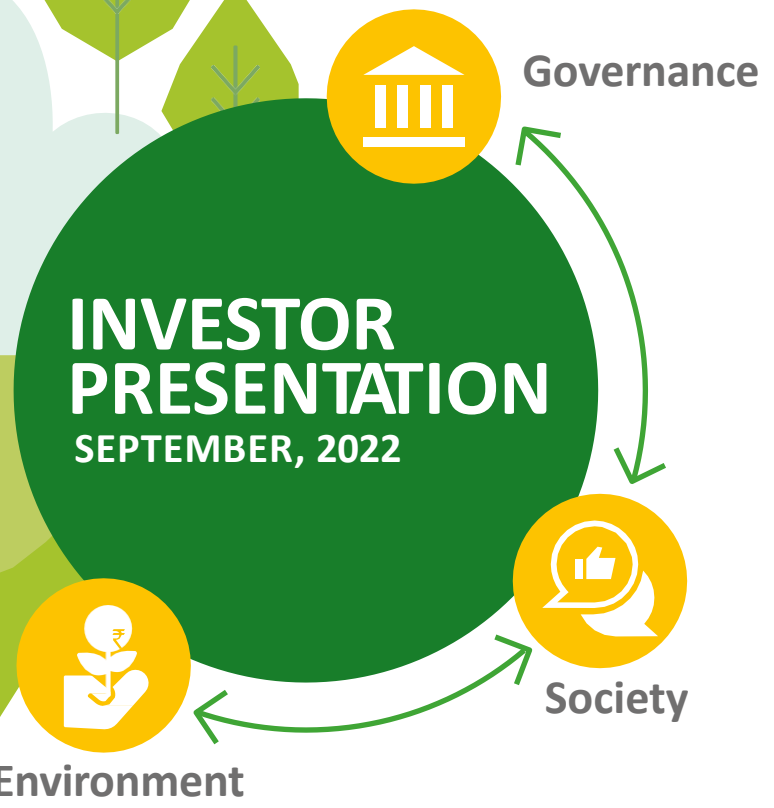 Governance
INVESTOR
PRESENTATION
SEPTEMBER, 2022
₹
Society
Environment